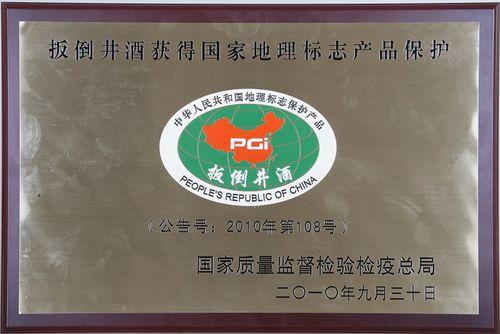 扳倒井酒获得国家地理标志产品保护
中华人民共和国地理标志保护产品
PGi
扳倒井酒
PEOPLE'S REPUBLIC OF CHINA
(公告号：2010年第108号)
国家质量监督检验检疫总局
二〇一〇年九月三十日